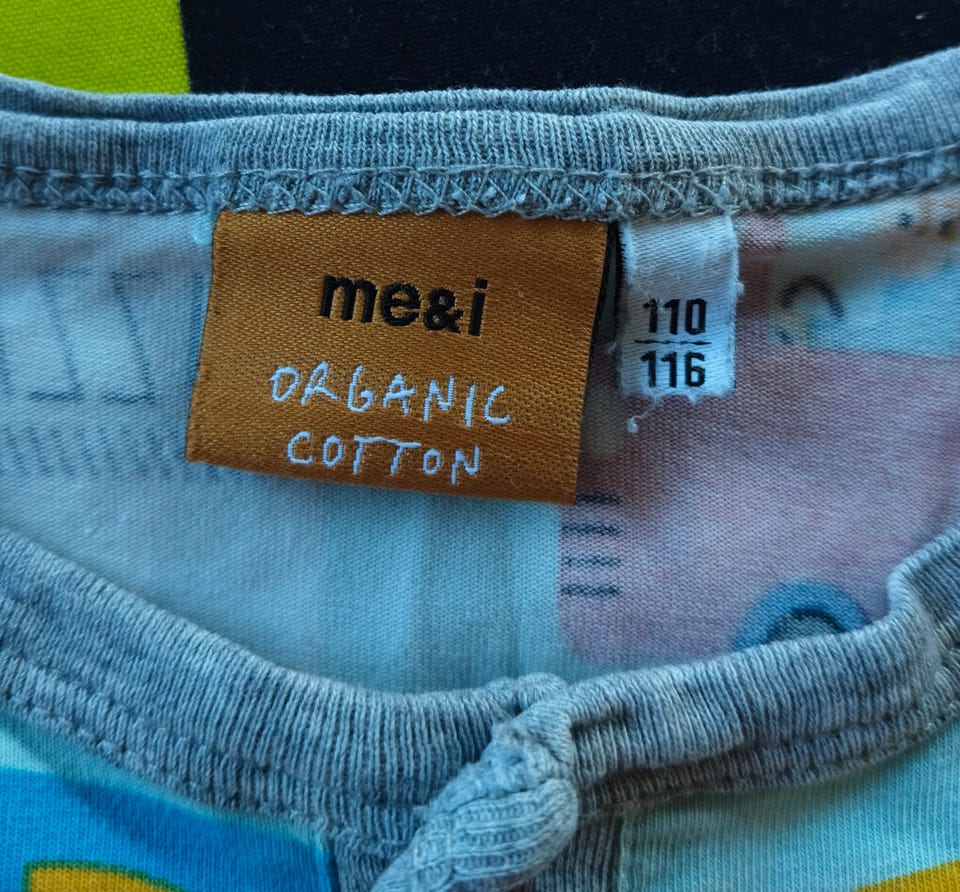 me&i
ORGANIC
COTTON
110
116